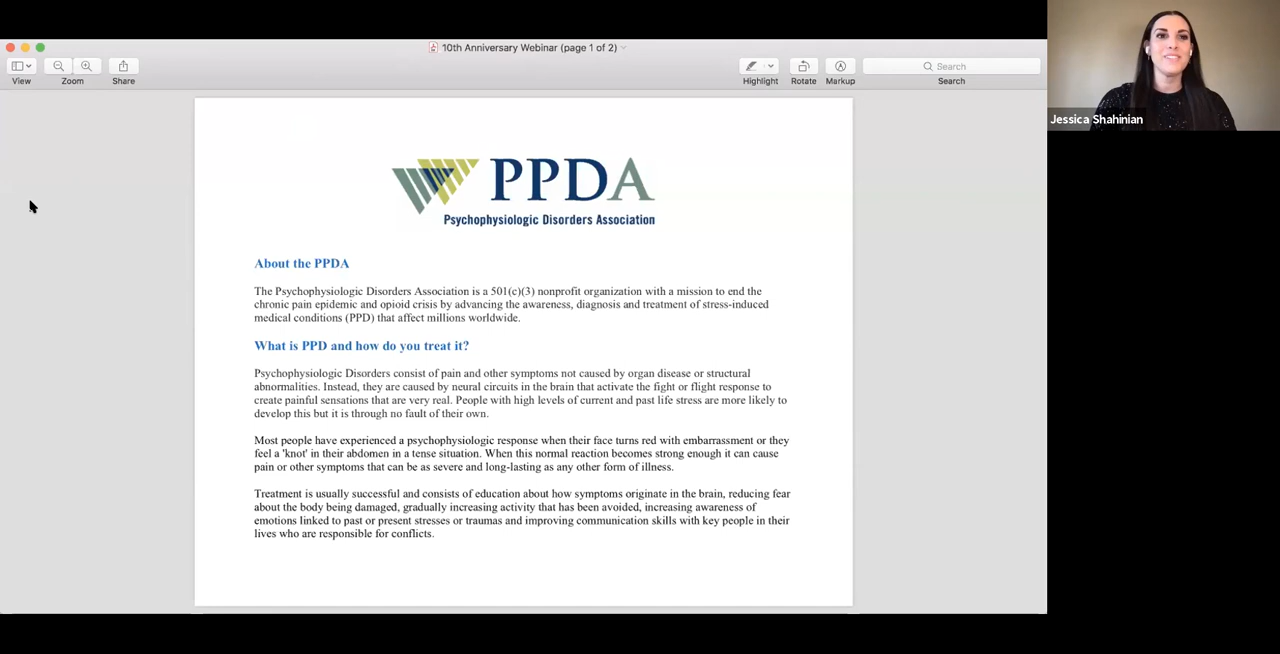 10th Anniversary Webinar (page 1 of 2)
View
Zoom
Share
Highlight
Rotate
Markup
Search
Search
Jessica Shahinian
PPDA
Psychophysiologic Disorders Association
About the PPDA
The Psychophysiologic Disorders Association is a 501(c)(3) nonprofit organization with a mission to end the
chronic pain epidemic and opioid crisis by advancing the awareness, diagnosis and treatment of stress-induced
medical conditions (PPD) that affect millions worldwide.
What is PPD and how do you treat it?
Psychophysiologic Disorders consist of pain and other symptoms not caused by organ disease or structural
abnormalities. Instead, they are caused by neural circuits in the brain that activate the fight or flight response to
create painful sensations that are very real. People with high levels of current and past life stress are more likely to
develop this but it is through no fault of their own.
Most people have experienced a psychophysiologic response when their face turns red with embarrassment or they
feel a 'knot' in their abdomen in a tense situation. When this normal reaction becomes strong enough it can cause
pain or other symptoms that can be as severe and long-lasting as any other form of illness.
Treatment is usually successful and consists of education about how symptoms originate in the brain, reducing fear
about the body being damaged, gradually increasing activity that has been avoided, increasing awareness of
emotions linked to past or present stresses or traumas and improving communication skills with key people in their
lives who are responsible for conflicts.